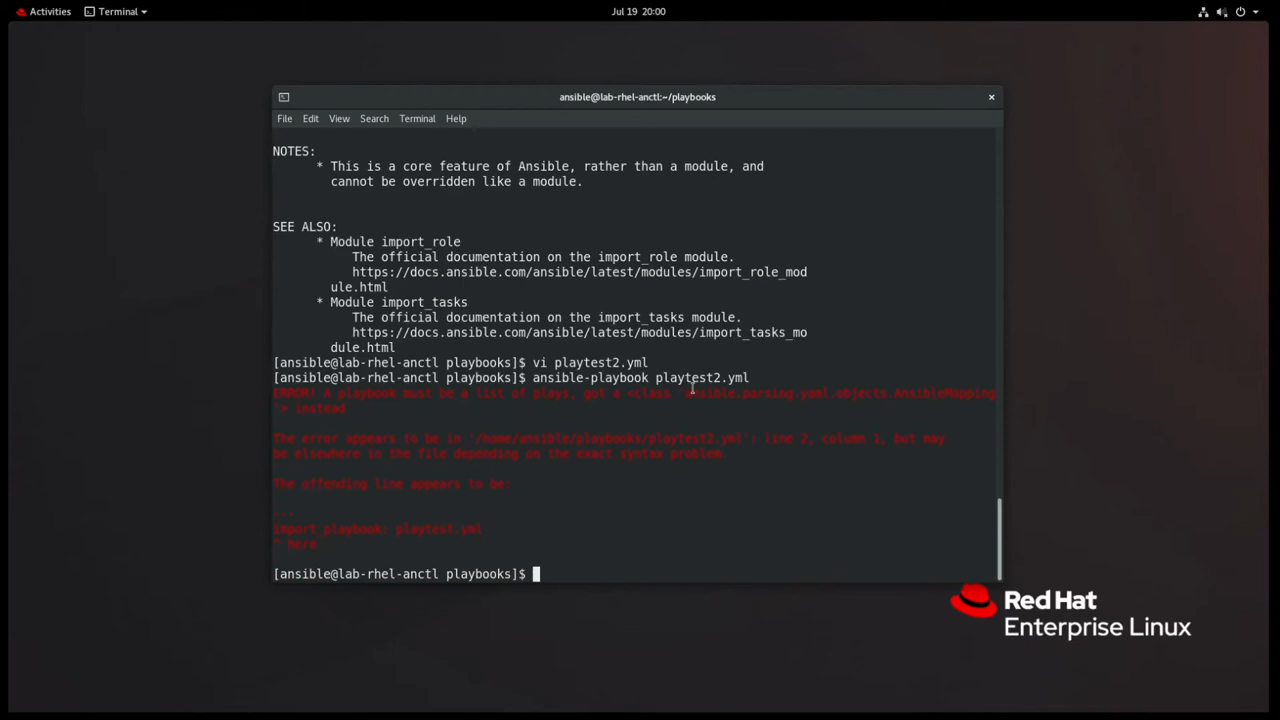 Activities
Terminal
Jul 19 20:00
ansible@lab-rhel-anctl:~/playbooks
File Edit View Search Terminal Help
NOTES:
* This is a core feature of Ansible, rather than a module, and
cannot be overridden like a module.
SEE ALSO:
* Module import_role
The official documentation on the import_role module.
https://docs.ansible.com/ansible/latest/modules/import_role_mod
ule.html
* Module import_tasks
The official documentation on the import_tasks module.
https://docs.ansible.com/ansible/latest/modules/import_tasks_mo
dule.html
[ansible@lab-rhel-anctl playbooks]$ vi playtest2.yml
[ansible@lab-rhel-anctl playbooks]$ ansible-playbook playtest2.yml
ERROR! A playbook must be a list of plays, got a <class 'ansible.parsing.yaml.objects.AnsibleMapping
'> instead
The error appears to be in '/home/ansible/playbooks/playtest2.yml': line 2, column 1, but may
be elsewhere in the file depending on the exact syntax problem.
The offending line appears to be:
---
import_playbook: playtest.yml
^ here
[ansible@lab-rhel-anctl playbooks]$
Red Hat
Enterprise Linux